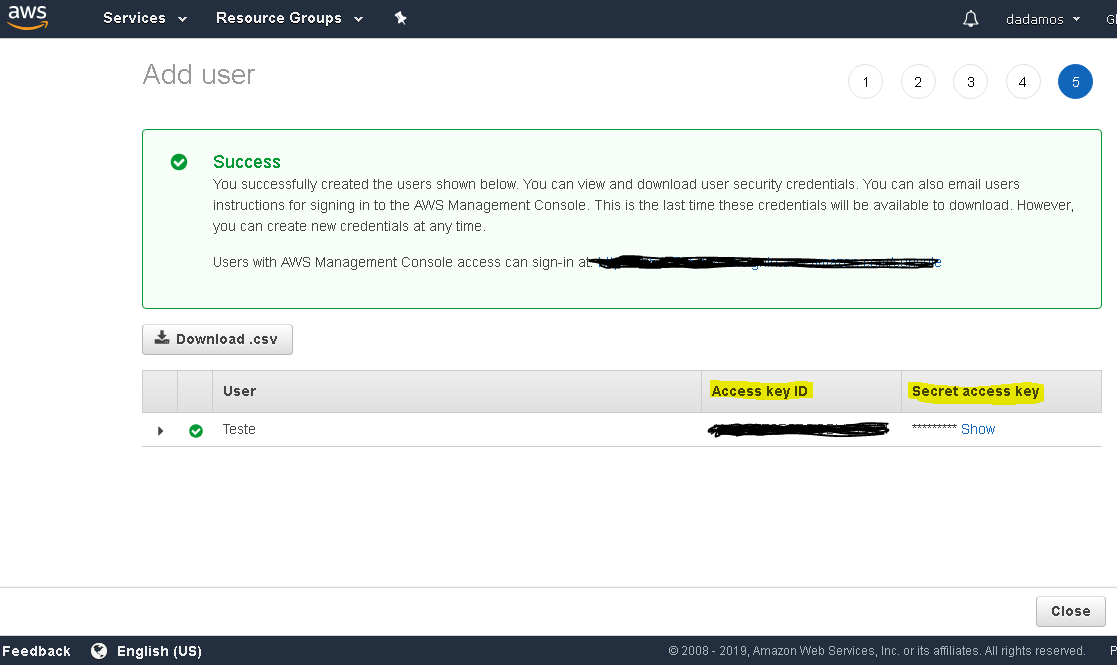 aws Services Resource Groups dadamos Gl
Add user
1 2 3 4 5
Success
You successfully created the users shown below. You can view and download user security credentials. You can also email users
instructions for signing in to the AWS Management Console. This is the last time these credentials will be available to download. However,
you can create new credentials at any time.
Users with AWS Management Console access can sign-in at:
Download .csv
User Access key ID Secret access key
Teste ********* Show
Close
Feedback English (US) © 2008 - 2019, Amazon Web Services, Inc. or its affiliates. All rights reserved.